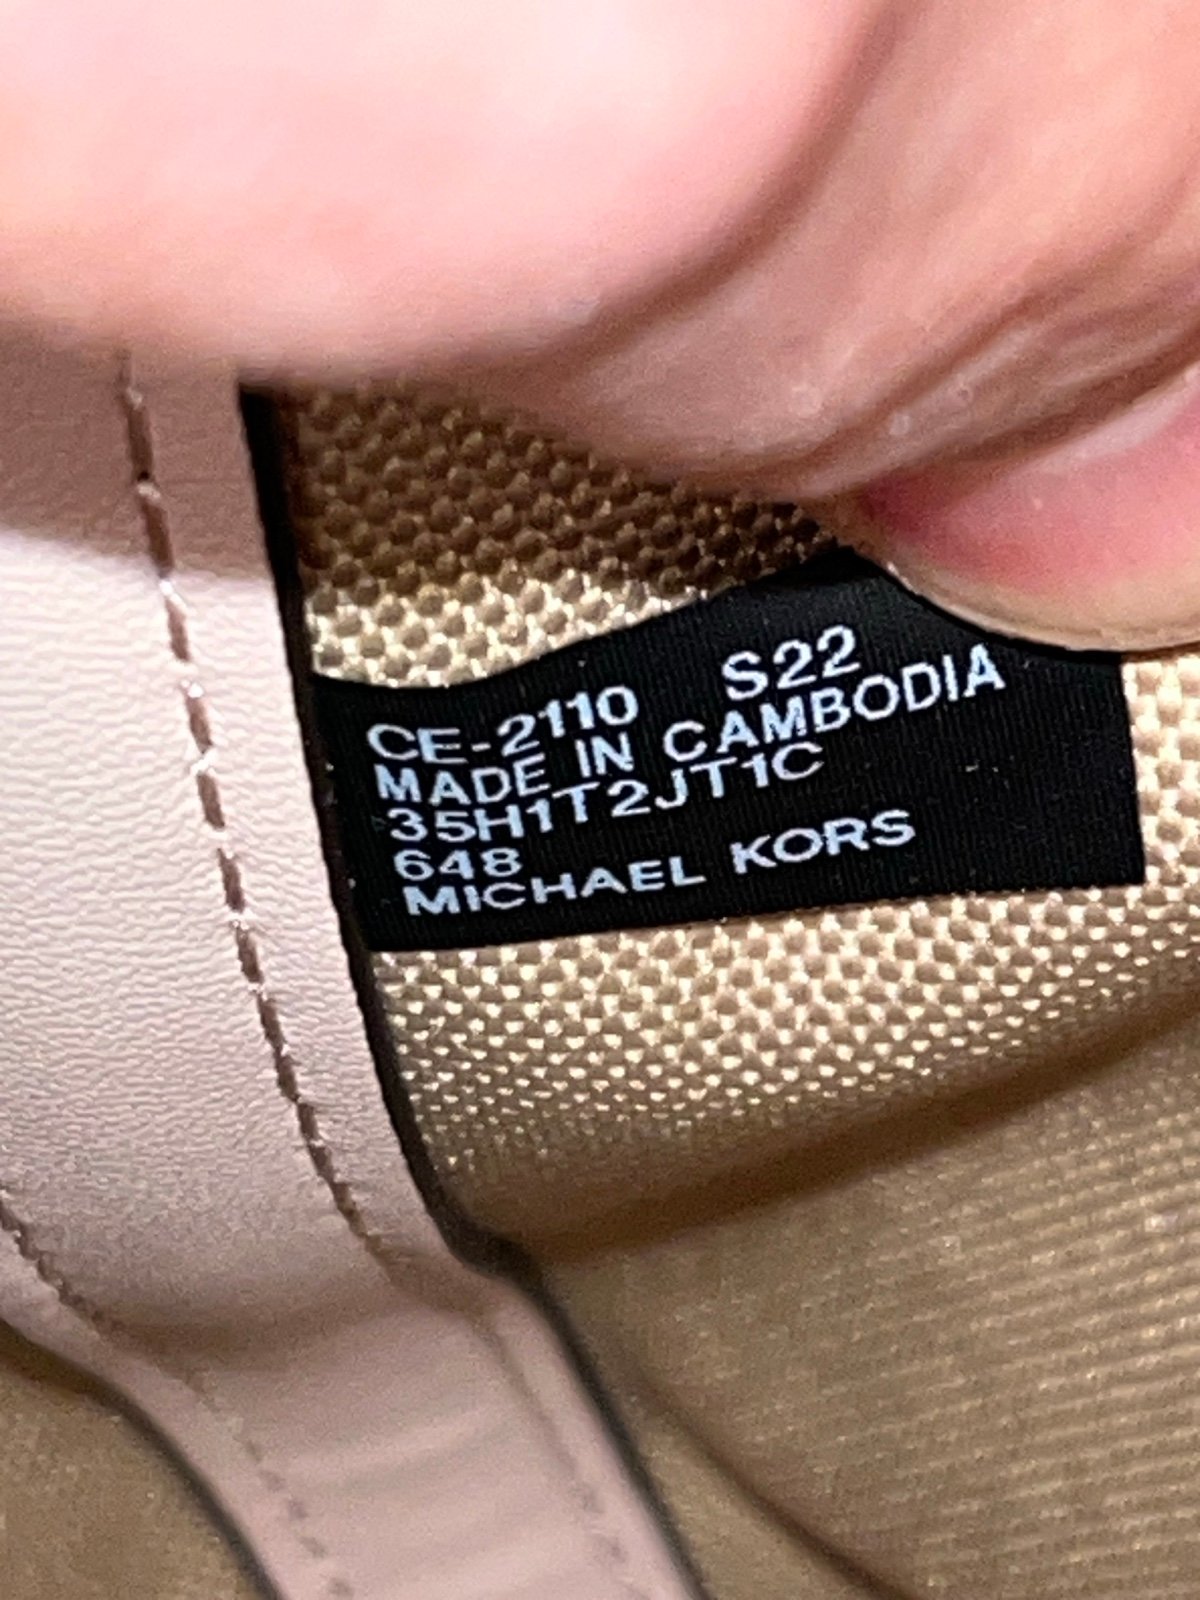 CE-2110 S22
MADE IN CAMBODIA
35H1T2JT1C
648
MICHAEL KORS